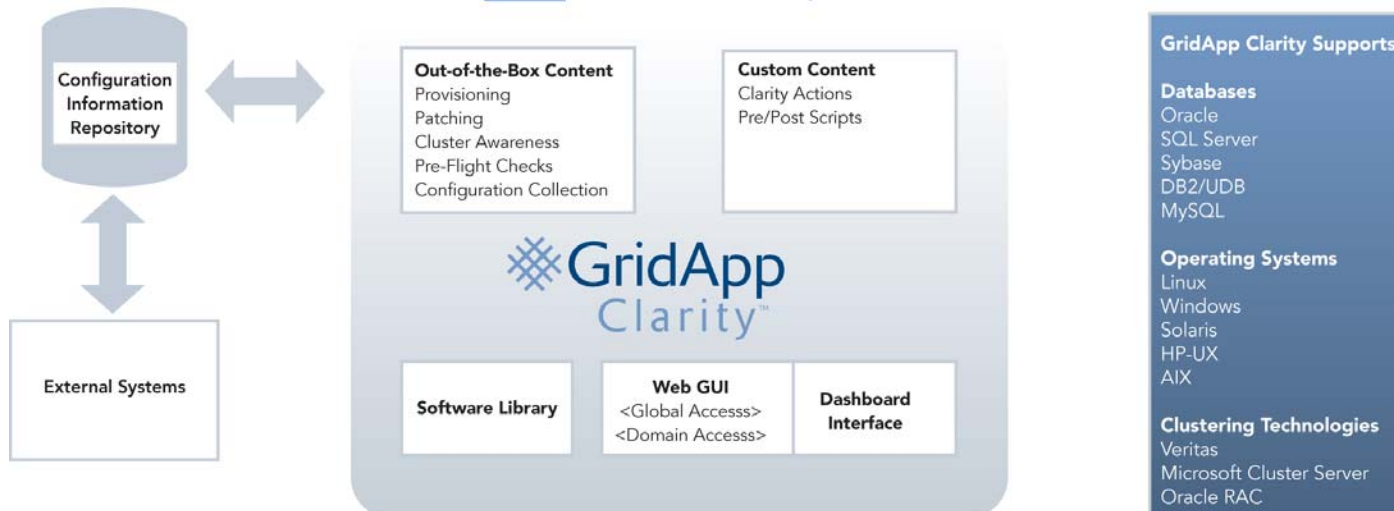 Configuration
Information
Repository
External Systems
Out-of-the-Box Content
Provisioning
Patching
Cluster Awareness
Pre-Flight Checks
Configuration Collection
Custom Content
Clarity Actions
Pre/Post Scripts
GridApp
Clarity™
Software Library
Web GUI
<Global Accesss>
<Domain Accesss>
Dashboard
Interface
GridApp Clarity Supports
Databases
Oracle
SQL Server
Sybase
DB2/UDB
MySQL
Operating Systems
Linux
Windows
Solaris
HP-UX
AIX
Clustering Technologies
Veritas
Microsoft Cluster Server
Oracle RAC